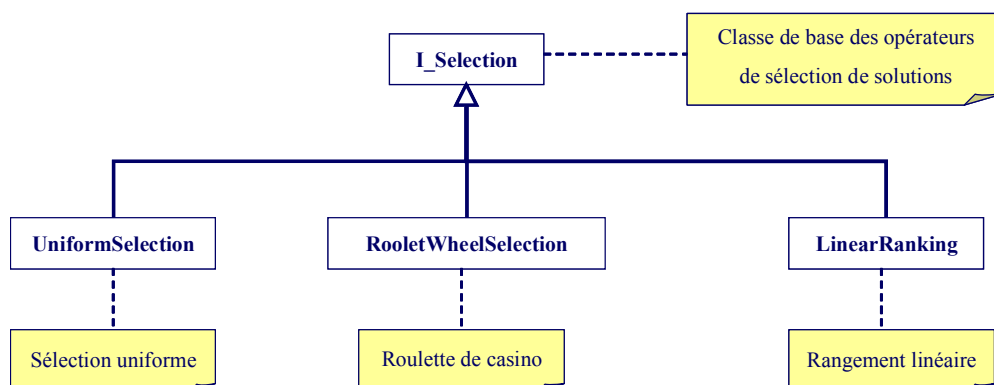 I_Selection
Classe de base des opérateurs
de sélection de solutions
UniformSelection
RooletWheelSelection
LinearRanking
Sélection uniforme
Roulette de casino
Rangement linéaire